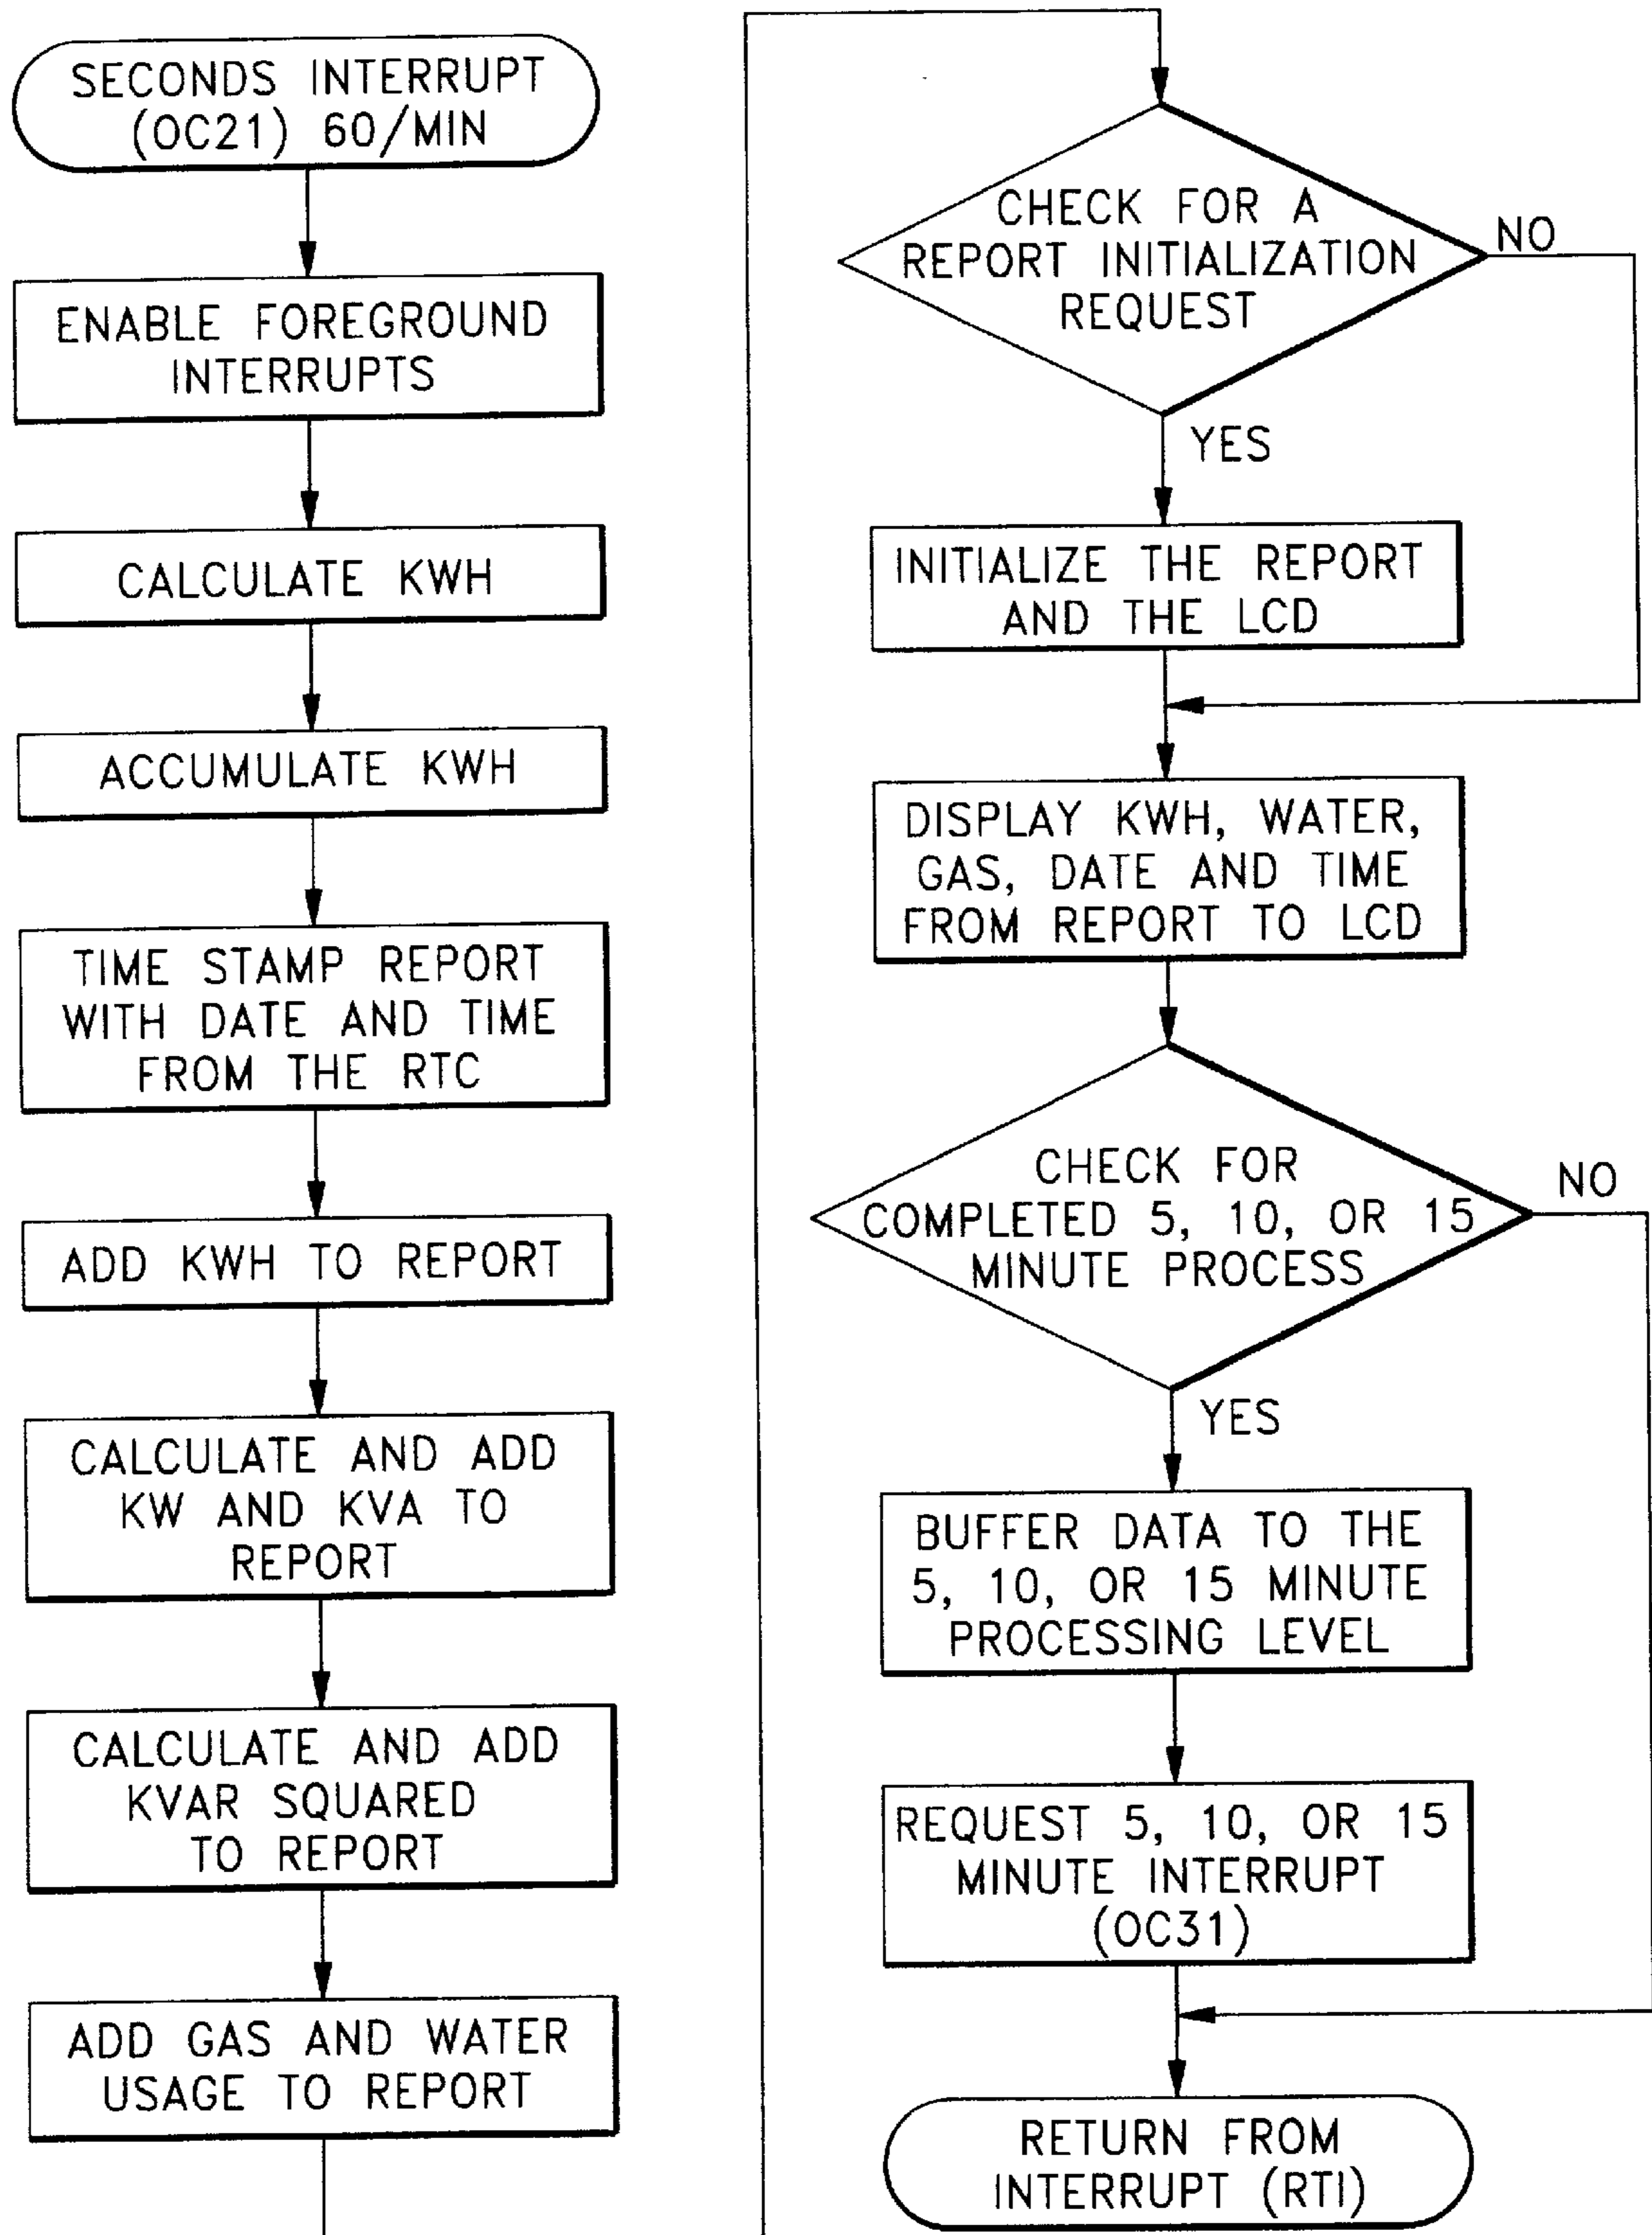 SECONDS INTERRUPT
(OC21) 60/MIN
ENABLE FOREGROUND
INTERRUPTS
CALCULATE KWH
ACCUMULATE KWH
TIME STAMP REPORT
WITH DATE AND TIME
FROM THE RTC
ADD KWH TO REPORT
CALCULATE AND ADD
KW AND KVA TO
REPORT
CALCULATE AND ADD
KVAR SQUARED
TO REPORT
ADD GAS AND WATER
USAGE TO REPORT
CHECK FOR A
REPORT INITIALIZATION
REQUEST
NO
YES
INITIALIZE THE REPORT
AND THE LCD
DISPLAY KWH, WATER,
GAS, DATE AND TIME
FROM REPORT TO LCD
CHECK FOR
COMPLETED 5, 10, OR 15
MINUTE PROCESS
NO
YES
BUFFER DATA TO THE
5, 10, OR 15 MINUTE
PROCESSING LEVEL
REQUEST 5, 10, OR 15
MINUTE INTERRUPT
(OC31)
RETURN FROM
INTERRUPT (RTI)